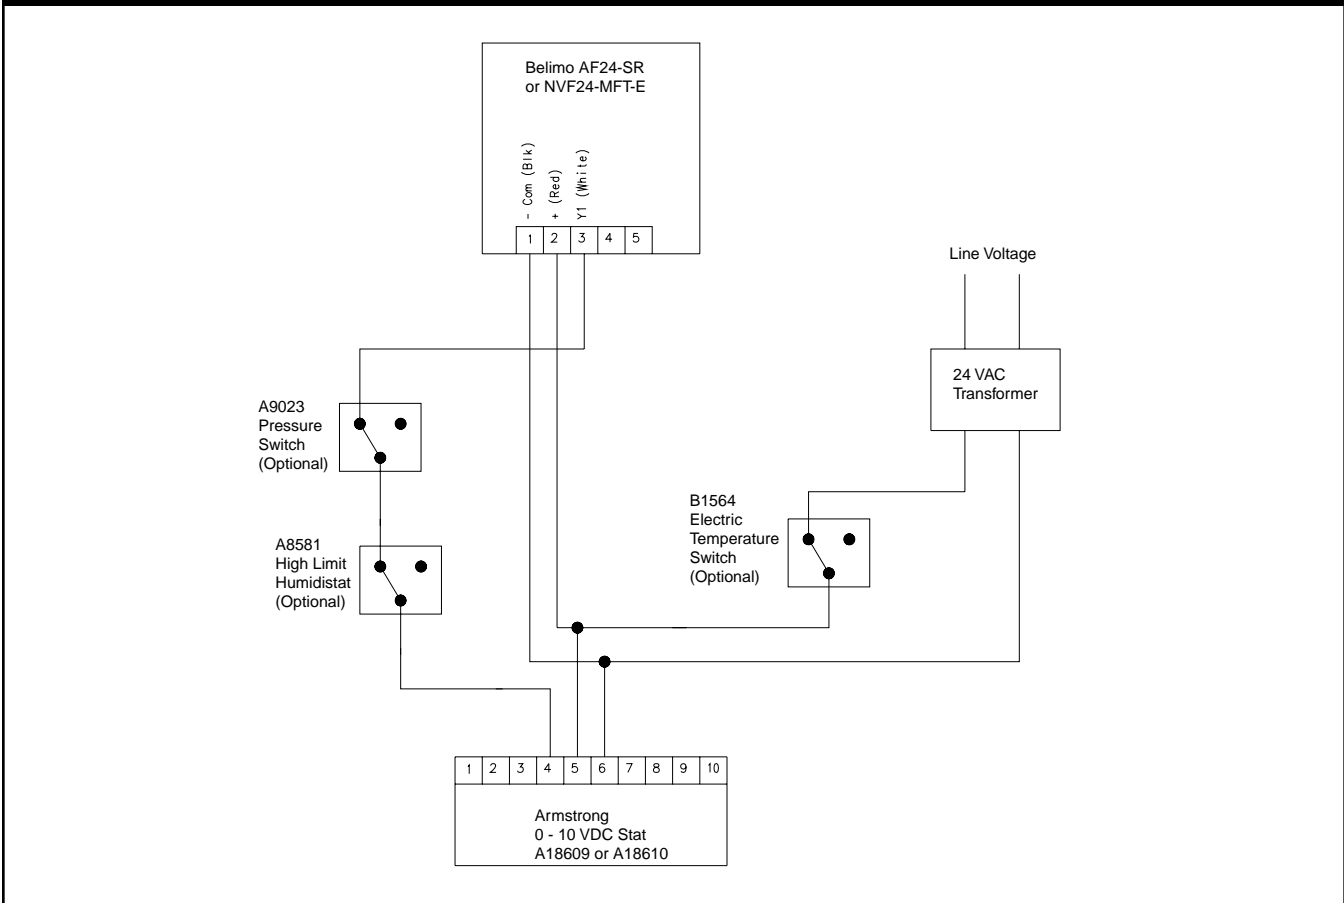 Belimo AF24-SR
or NVF24-MFT-E
- Com (Blk)
+ (Red)
Y1 (White)
1 2 3 4 5
Line Voltage
24 VAC
Transformer
A9023
Pressure
Switch
(Optional)
B1564
Electric
Temperature
Switch
(Optional)
A8581
High Limit
Humidistat
(Optional)
1 2 3 4 5 6 7 8 9 10
Armstrong
0 - 10 VDC Stat
A18609 or A18610